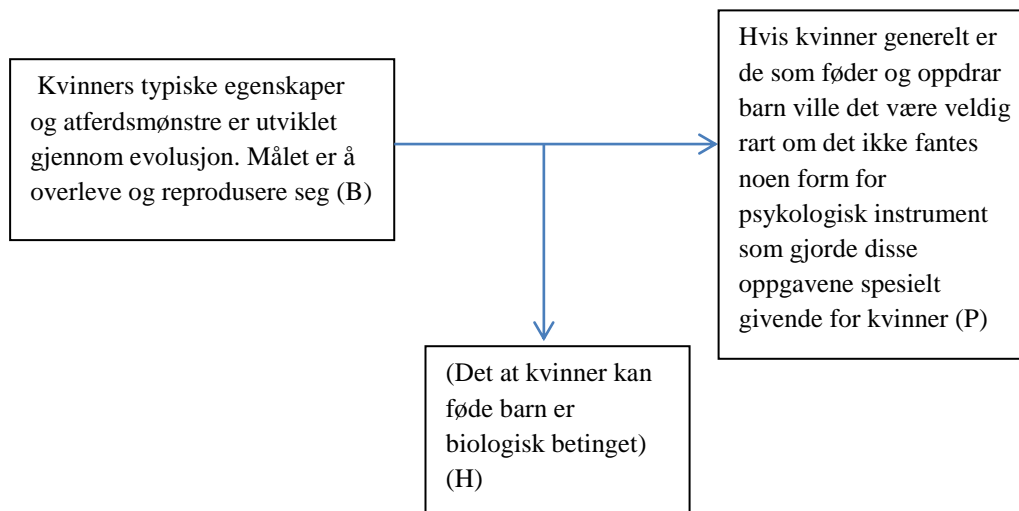 Kvinners typiske egenskaper
og atferdsmønstre er utviklet
gjennom evolusjon. Målet er å
overleve og reprodusere seg (B)
Hvis kvinner generelt er
de som føder og oppdrar
barn ville det være veldig
rart om det ikke fantes
noen form for
psykologisk instrument
som gjorde disse
oppgavene spesielt
givende for kvinner (P)
(Det at kvinner kan
føde barn er
biologisk betinget)
(H)